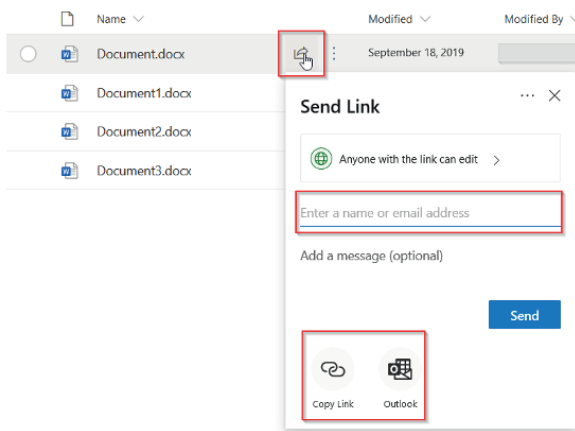 Name Modified Modified By
Document.docx September 18, 2019
Document1.docx
Document2.docx
Document3.docx
Send Link
Anyone with the link can edit
Enter a name or email address
Add a message (optional)
Send
Copy Link Outlook